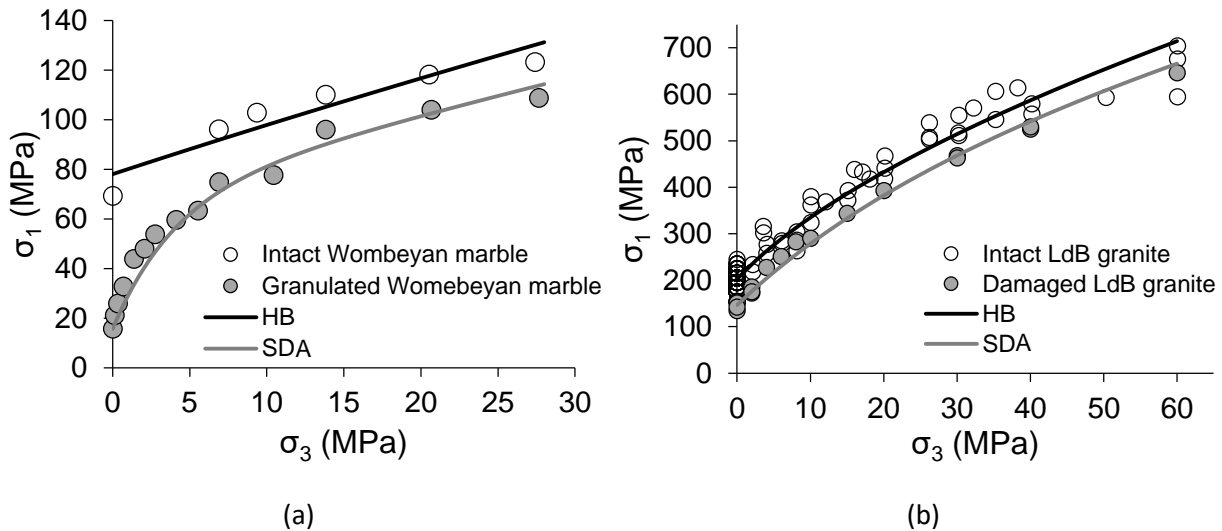 140
120
100
80
60
40
20
0
σ1 (MPa)
Intact Wombeyan marble
Granulated Womebeyan marble
HB
SDA
0 5 10 15 20 25 30
σ3 (MPa)
(a)
700
600
500
400
300
200
100
0
σ1 (MPa)
Intact LdB granite
Damaged LdB granite
HB
SDA
0 10 20 30 40 50 60
σ3 (MPa)
(b)